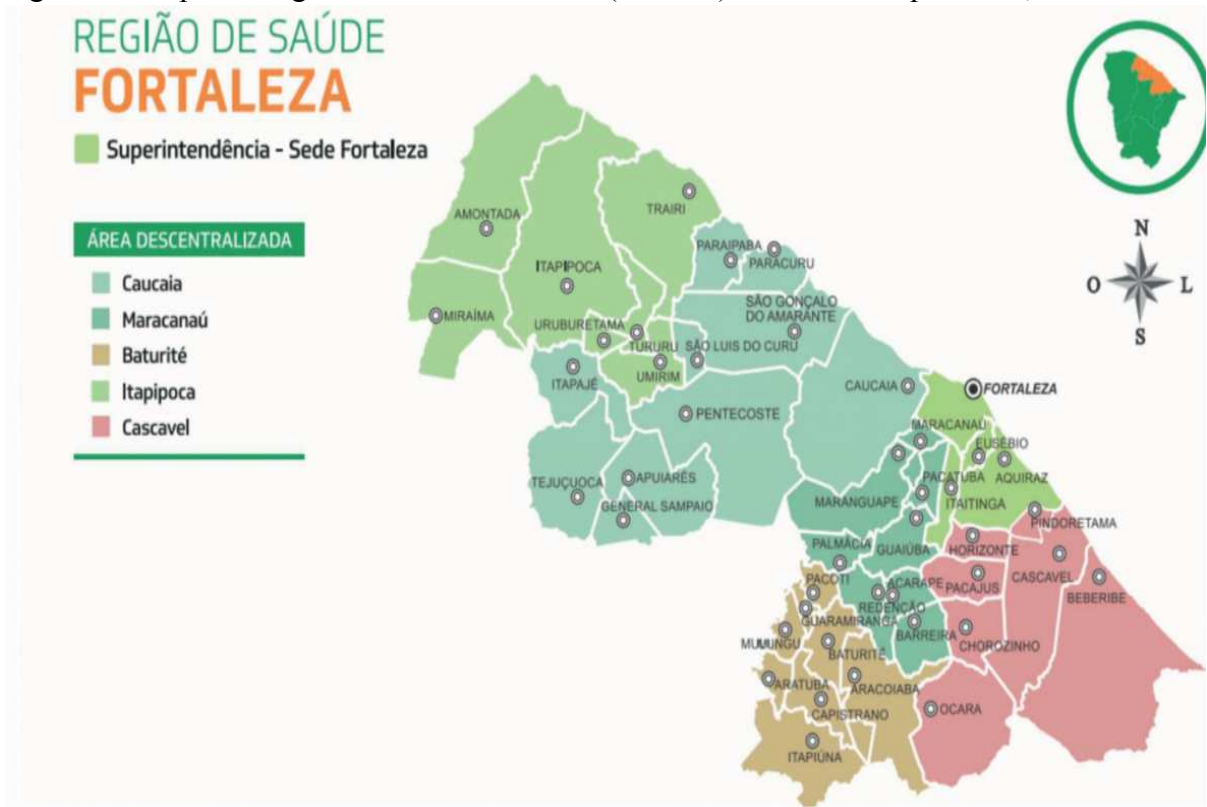 REGIÃO DE SAÚDE
FORTALEZA
Superintendência - Sede Fortaleza
ÁREA DESCENTRALIZADA
Caucaia
Maracanaú
Baturité
Itapipoca
Cascavel
N
O
L
S
AMONTADA
TRAIRI
PARAIPABA
PARACURU
ITAPIPOCA
SÃO GONÇALO
DO AMARANTE
MIRAÍMA
URUBURETAMA
TURURU
SÃO LUIS DO CURU
UMIRIM
ITAPAJÉ
CAUCAIA
FORTALEZA
PENTECOSTE
MARACANAÚ
EUSÉBIO
PACATUBA
AQUIRAZ
TEJUÇUOCA
APUIARÉS
MARANGUAPE
ITAITINGA
GENERAL SAMPAIO
PINDORETAMA
PALMÁCIA
GUAIÚBA
HORIZONTE
PACOTI
ACARAPE
PACAJUS
CASCAVEL
BEBERIBE
REDENÇÃO
GUARAMIRANGA
BARREIRA
CHOROZINHO
MULUNGU
BATURITÉ
ARATUBA
ARACOIABA
CAPISTRANO
OCARA
ITAPIÚNA